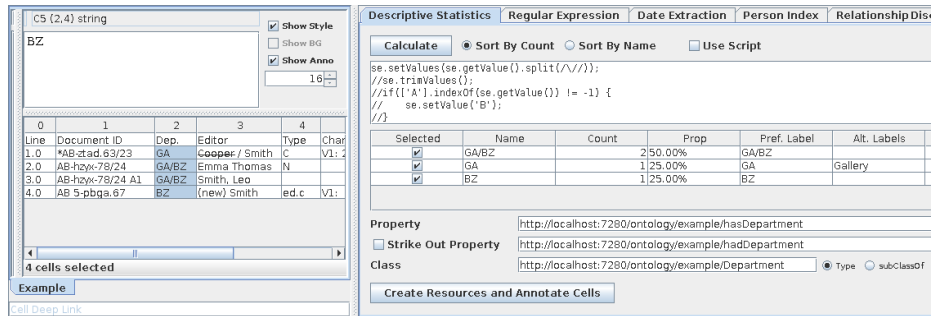 C5 {2,4} string
BZ
Show Style
Show BG
Show Anno
16
0 1 2 3 4
Line Document ID Dep. Editor Type Char
1.0 *AB-ztad.63/23 GA Cooper / Smith C V1: 2
2.0 AB-hzyx-78/24 GA/BZ Emma Thomas N
3.0 AB-hzyx-78/24 A1 GA/BZ Smith, Leo
4.0 AB 5-pbga.67 BZ (new) Smith ed.c V1:
4 cells selected
Example
Cell Deep Link
Descriptive Statistics Regular Expression Date Extraction Person Index Relationship Disc
Calculate Sort By Count Sort By Name Use Script
se.setValues(se.getValue().split(/\//));
//se.trimValues();
//if(['A'].indexOf(se.getValue()) != -1) {
// se.setValue('B');
//}
Selected Name Count Prop Pref. Label Alt. Labels
GA/BZ 2 50.00% GA/BZ
GA 1 25.00% GA Gallery
BZ 1 25.00% BZ
Property http://localhost:7280/ontology/example/hasDepartment
Strike Out Property http://localhost:7280/ontology/example/hadDepartment
Class http://localhost:7280/ontology/example/Department Type subClassOf
Create Resources and Annotate Cells